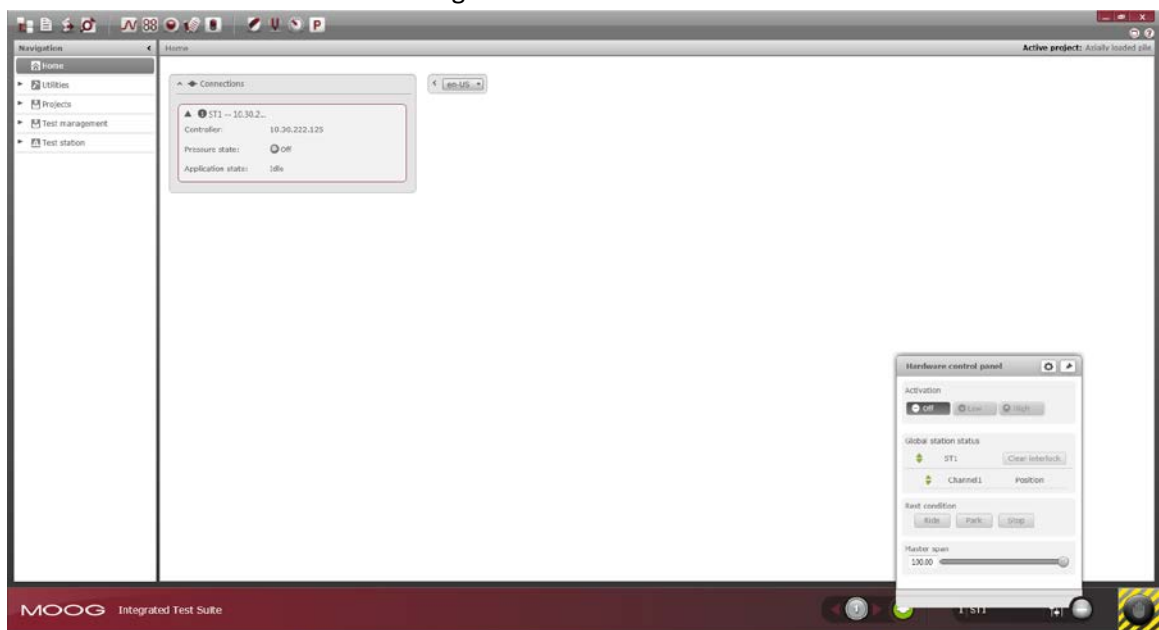 88 P
Navigation
Home
Active project: Axially loaded pile
Home
Utilities
Projects
Test management
Test station
Connections
en-US
ST1 -- 10.30.2...
Controller: 10.30.222.125
Pressure state: Off
Application state: Idle
Hardware control panel
Activation
Off Low High
Global station status
ST1 Clear interlock
Channel1 Position
Rest condition
Ride Park Stop
Master span
100.00
MOOG Integrated Test Suite
1 ST1